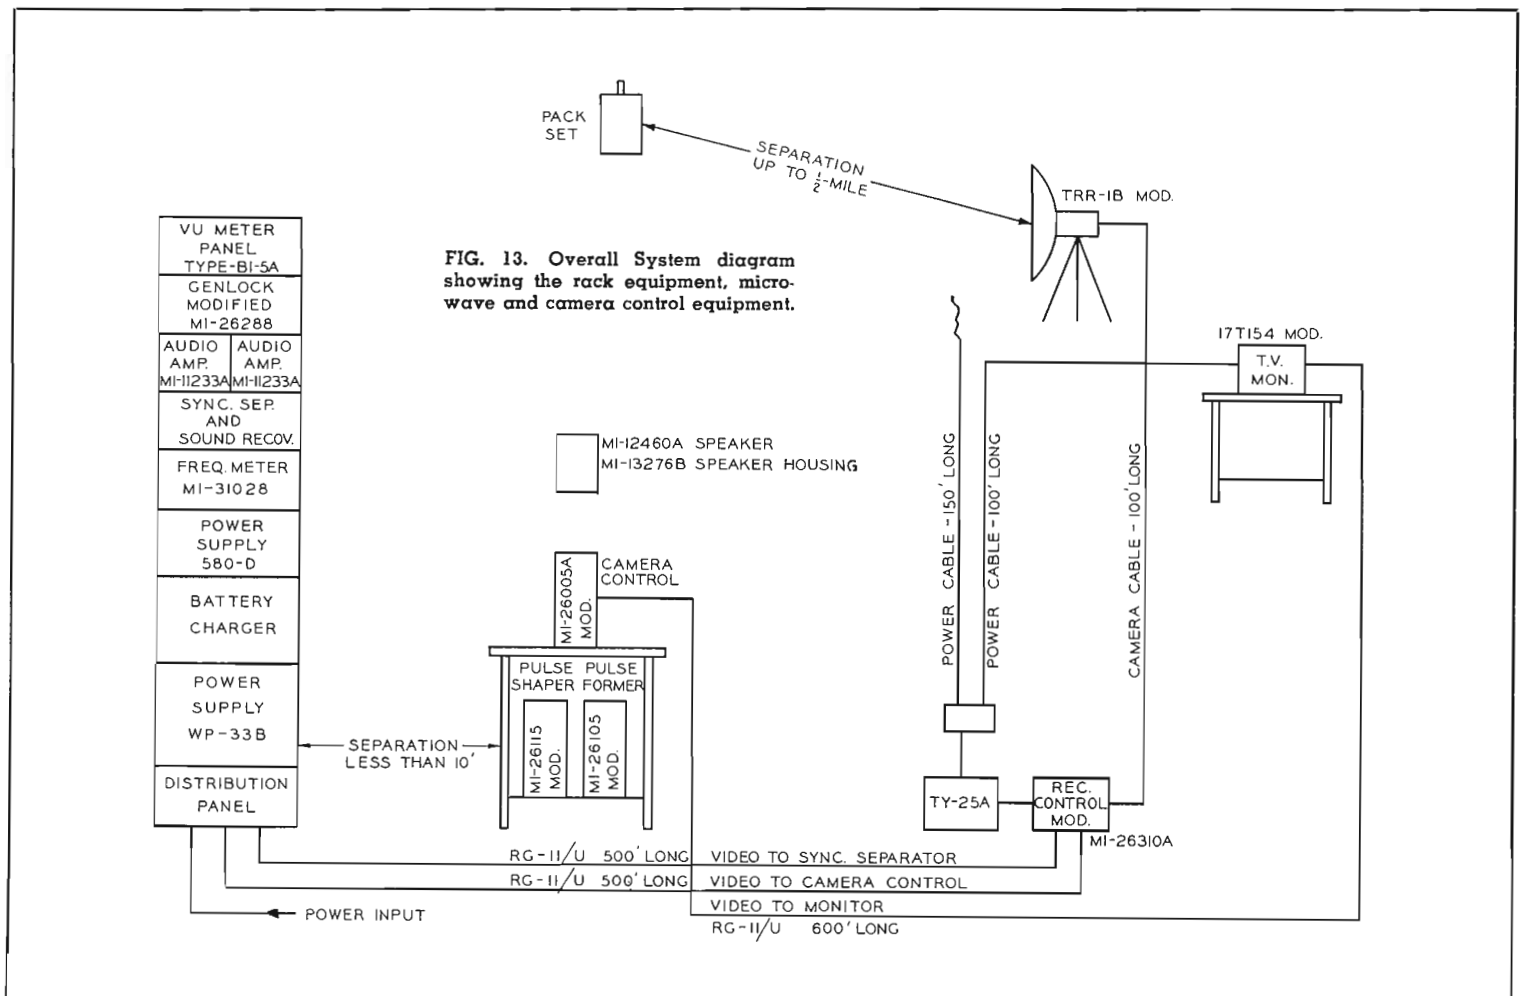 PACK
SET
SEPARATION
UP TO 1/2-MILE
TRR-1B MOD.
VU METER
PANEL
TYPE-BI-5A
GENLOCK
MODIFIED
MI-26288
AUDIO
AMP.
MI-11233A
AUDIO
AMP.
MI-11233A
SYNC. SEP.
AND
SOUND RECOV.
FREQ. METER
MI-31028
POWER
SUPPLY
580-D
BATTERY
CHARGER
POWER
SUPPLY
WP-33B
DISTRIBUTION
PANEL
FIG. 13. Overall System diagram
showing the rack equipment, micro-
wave and camera control equipment.
17T154 MOD.
T.V.
MON.
MI-12460A SPEAKER
MI-13276B SPEAKER HOUSING
POWER CABLE-150' LONG
POWER CABLE-100' LONG
CAMERA CABLE-100' LONG
MI-26005A
MOD.
CAMERA
CONTROL
PULSE
SHAPER
PULSE
FORMER
MI-26115
MOD.
MI-26105
MOD.
SEPARATION
LESS THAN 10'
TY-25A
REC.
CONTROL
MOD.
MI-26310A
RG-11/U 500' LONG VIDEO TO SYNC. SEPARATOR
RG-11/U 500' LONG VIDEO TO CAMERA CONTROL
VIDEO TO MONITOR
RG-11/U 600' LONG
POWER INPUT